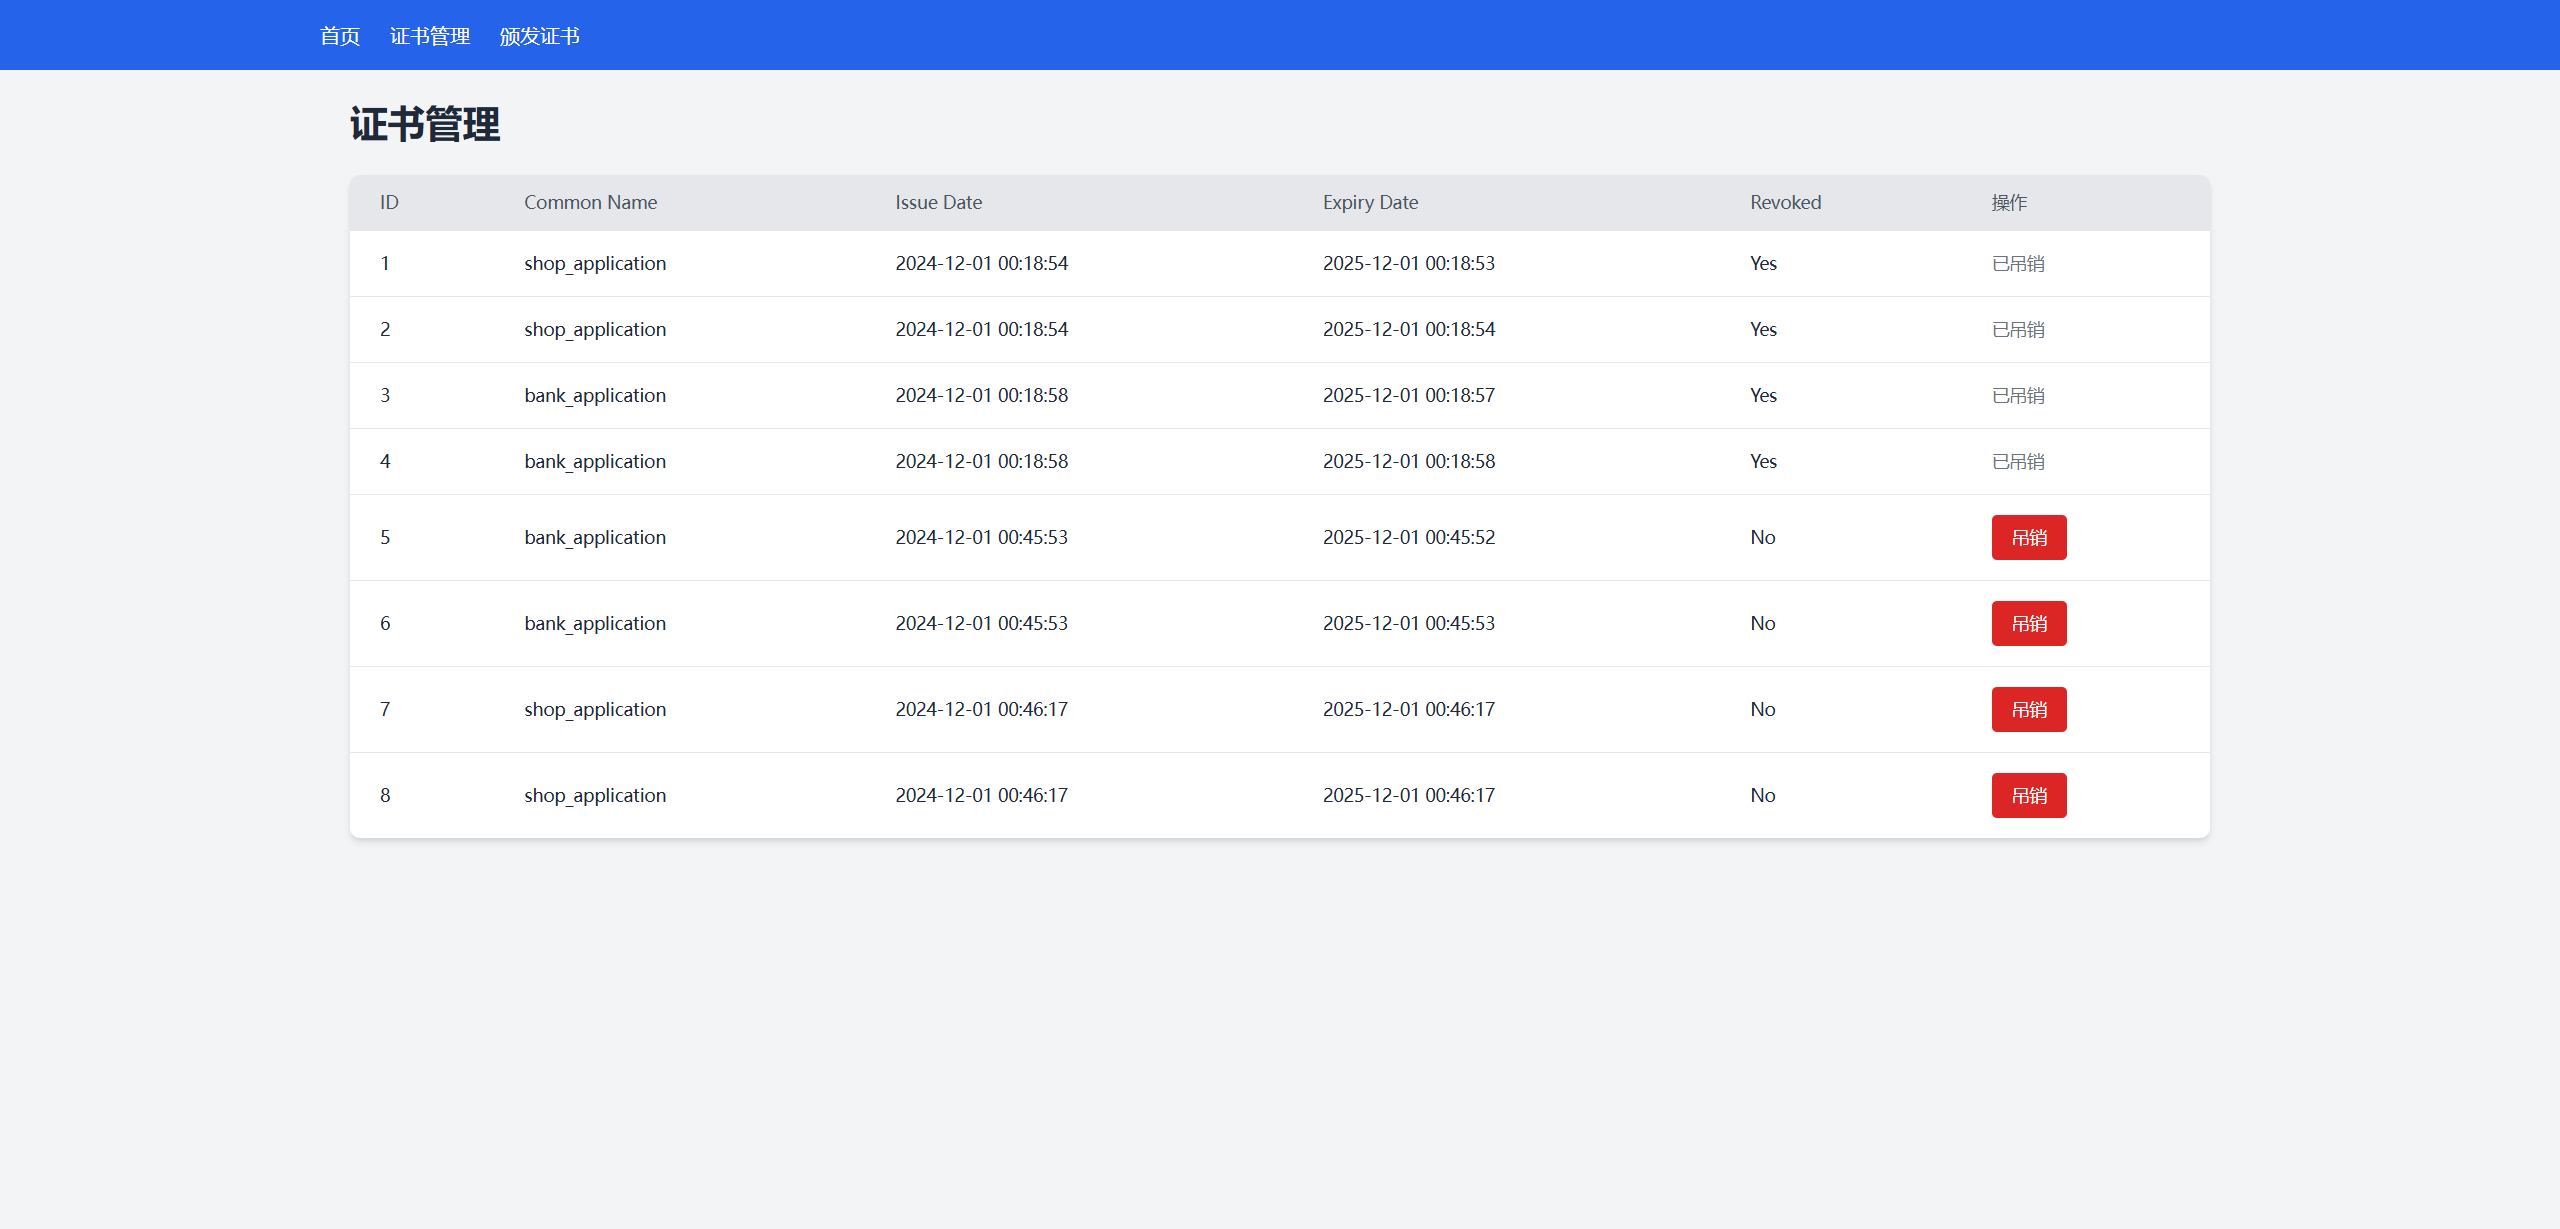 首页 证书管理 颁发证书
证书管理
ID Common Name Issue Date Expiry Date Revoked 操作
1 shop_application 2024-12-01 00:18:54 2025-12-01 00:18:53 Yes 已吊销
2 shop_application 2024-12-01 00:18:54 2025-12-01 00:18:54 Yes 已吊销
3 bank_application 2024-12-01 00:18:58 2025-12-01 00:18:57 Yes 已吊销
4 bank_application 2024-12-01 00:18:58 2025-12-01 00:18:58 Yes 已吊销
5 bank_application 2024-12-01 00:45:53 2025-12-01 00:45:52 No 吊销
6 bank_application 2024-12-01 00:45:53 2025-12-01 00:45:53 No 吊销
7 shop_application 2024-12-01 00:46:17 2025-12-01 00:46:17 No 吊销
8 shop_application 2024-12-01 00:46:17 2025-12-01 00:46:17 No 吊销